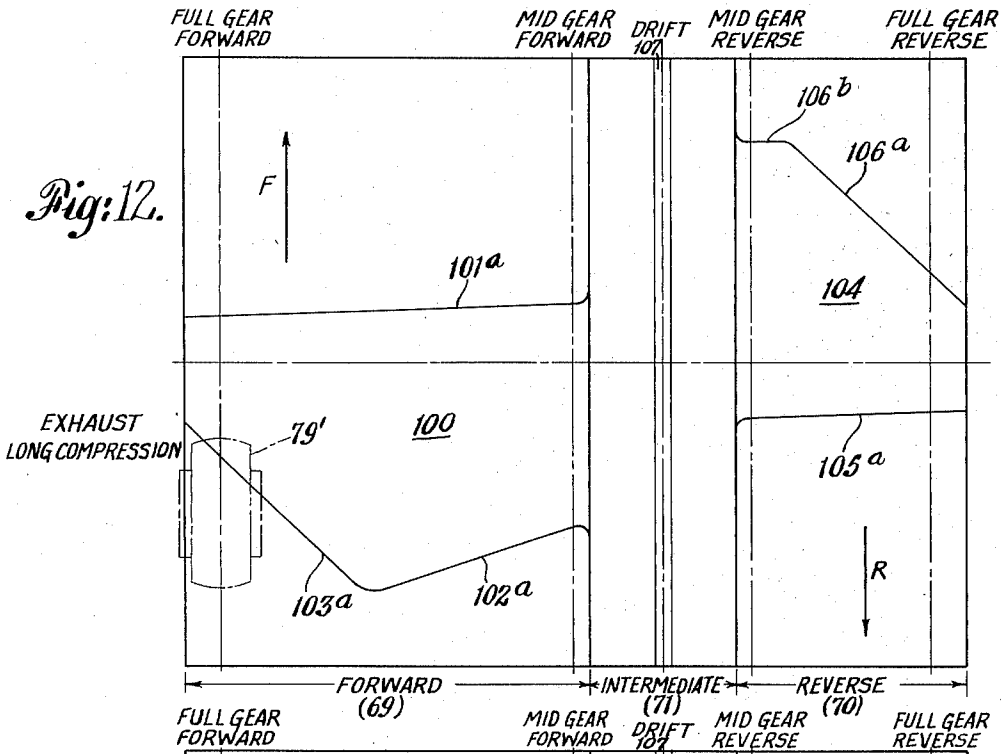 FULL GEAR
FORWARD
MID GEAR
FORWARD
DRIFT
107
MID GEAR
REVERSE
FULL GEAR
REVERSE
106b
106a
F
Fig: 12.
101a
104
EXHAUST
LONG COMPRESSION
79'
100
105a
103a
102a
R
FORWARD
(69)
INTERMEDIATE
(71)
REVERSE
(70)
FULL GEAR
FORWARD
MID GEAR
FORWARD
DRIFT
107
MID GEAR
REVERSE
FULL GEAR
REVERSE